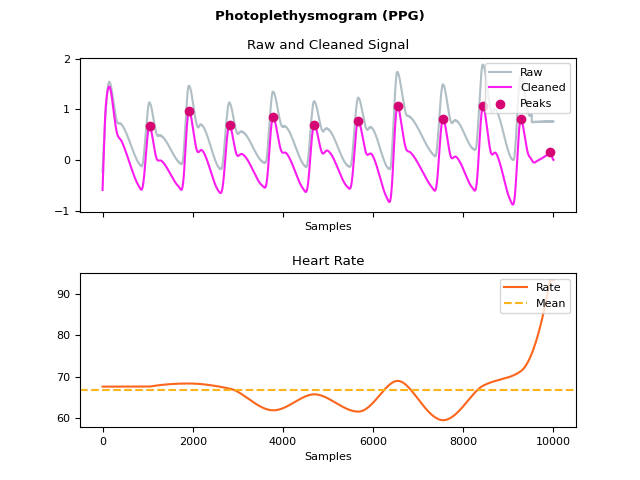 Photoplethysmogram (PPG)
Raw and Cleaned Signal
2
1
0
−1
Raw
Cleaned
Peaks
Samples
Heart Rate
90
80
70
60
Rate
Mean
0 2000 4000 6000 8000 10000
Samples